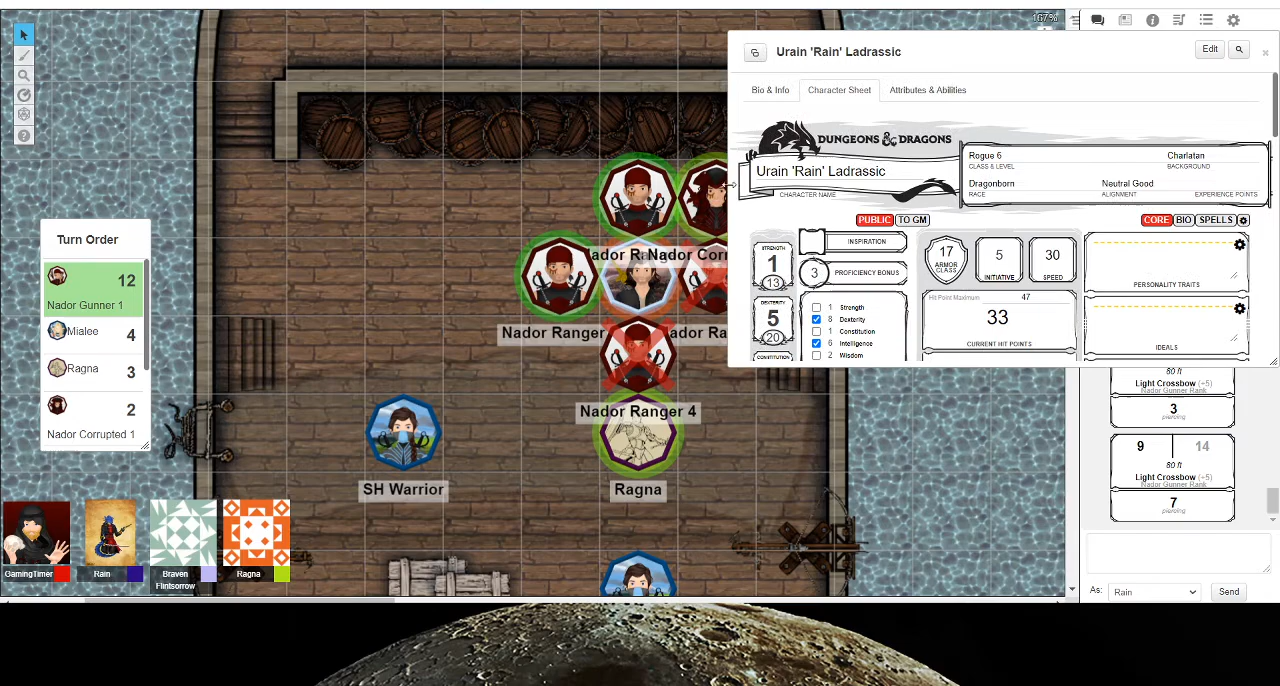 167%
Urain 'Rain' Ladrassic
Edit
Bio & Info
Character Sheet
Attributes & Abilities
DUNGEONS & DRAGONS
Urain 'Rain' Ladrassic
CHARACTER NAME
Rogue 6
CLASS & LEVEL
Charlatan
BACKGROUND
Dragonborn
RACE
Neutral Good
ALIGNMENT
EXPERIENCE POINTS
PUBLIC
TO GM
CORE
BIO
SPELLS
STRENGTH
1
13
DEXTERITY
5
20
CONSTITUTION
INSPIRATION
3
PROFICIENCY BONUS
1 Strength
8 Dexterity
1 Constitution
6 Intelligence
2 Wisdom
17
ARMOR
CLASS
5
INITIATIVE
30
SPEED
Hit Point Maximum
47
33
CURRENT HIT POINTS
PERSONALITY TRAITS
IDEALS
80 ft
Light Crossbow (+5)
Nador Gunner Rank
3
piercing
9
14
80 ft
Light Crossbow (+5)
Nador Gunner Rank
7
piercing
As:
Rain
Send
Turn Order
12
Nador Gunner 1
Mialee
4
Ragna
3
2
Nador Corrupted 1
Nador Ranger
Nador Ranger 4
SH Warrior
Ragna
GamingTimer
Rain
Braven
Flintsorrow
Ragna